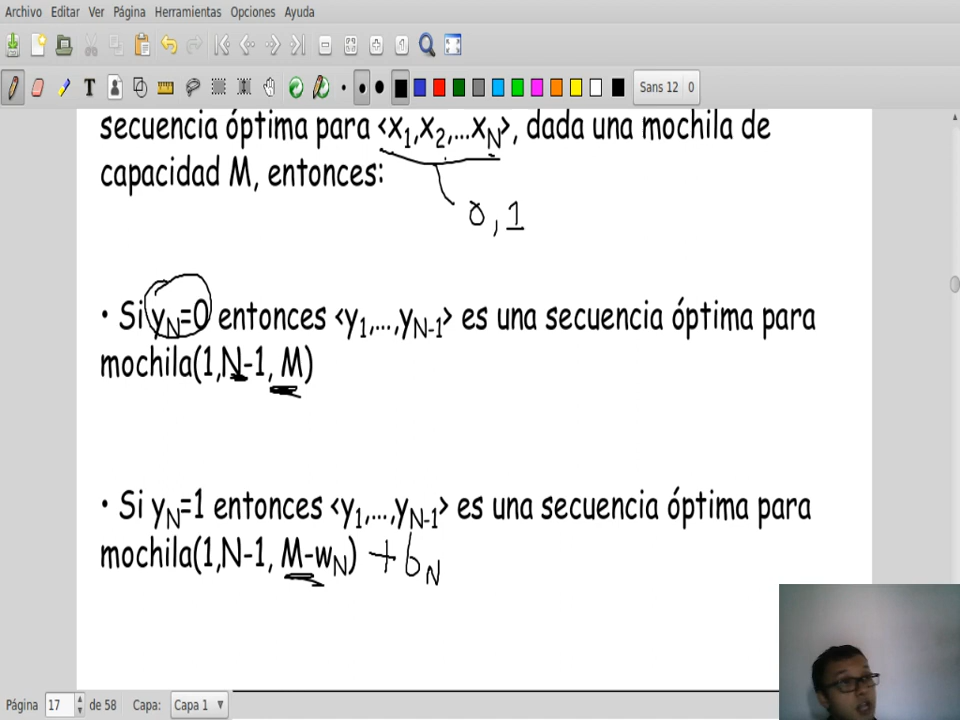 Archivo Editar Ver Página Herramientas Opciones Ayuda
T Sans 12 0
secuencia óptima para <x1,x2,...xN>, dada una mochila de
capacidad M, entonces:
0, 1
• Si yN=0 entonces <y1,...,yN-1> es una secuencia óptima para
mochila(1,N-1, M)
• Si yN=1 entonces <y1,...,yN-1> es una secuencia óptima para
mochila(1,N-1, M-wN) + bN
Página 17 de 58 Capa: Capa 1